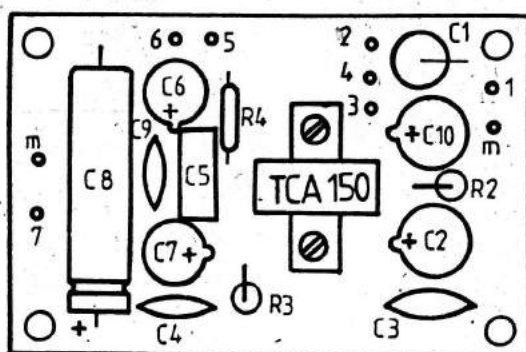 6 5
2 C1
C6 4 1
+ R4 3 +C10 m
C9
m
C8 C5 TCA 150 R2
7
C7 + + C2
R3
C4 C3
+